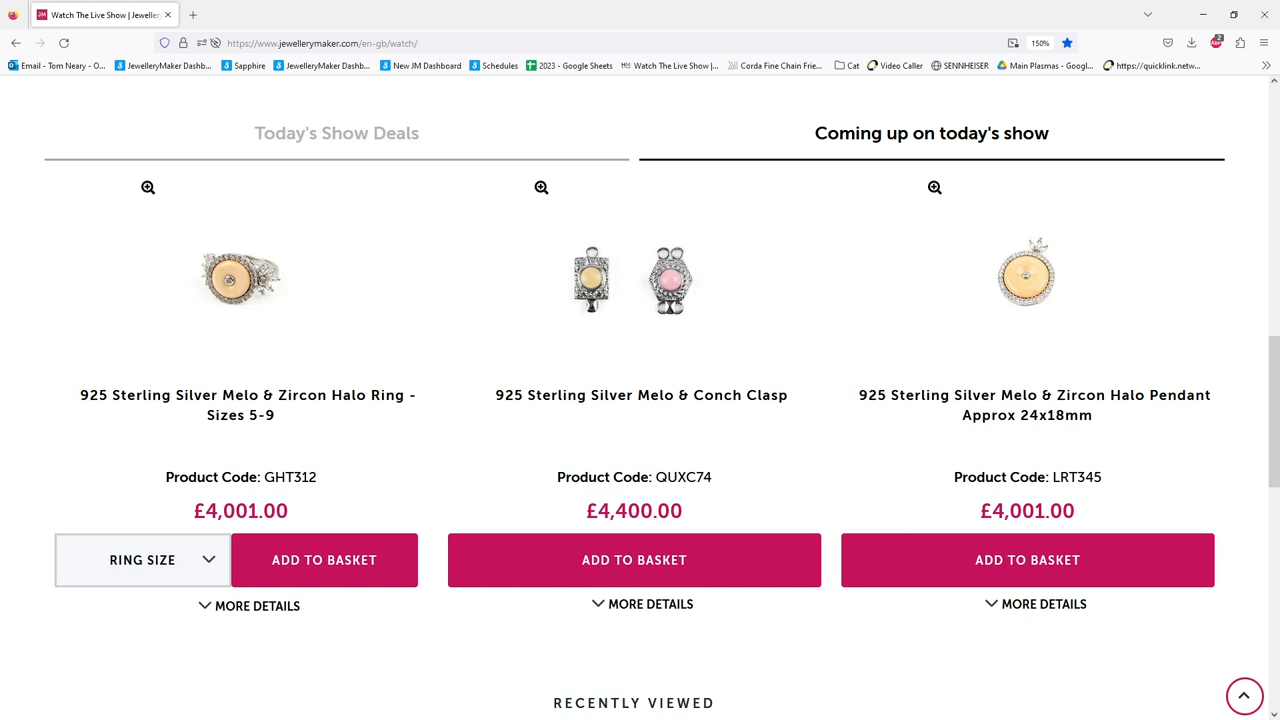 Watch The Live Show | Jeweller
https://www.jewellerymaker.com/en-gb/watch/
150%
2
Email - Tom Neary - O...
JewelleryMaker Dashb...
Sapphire
JewelleryMaker Dashb...
New JM Dashboard
Schedules
2023 - Google Sheets
Watch The Live Show |...
Corda Fine Chain Frie...
Cat
Video Caller
SENNHEISER
Main Plasmas - Googl...
https://quicklink.netw...
Today's Show Deals
Coming up on today's show
925 Sterling Silver Melo & Zircon Halo Ring -
Sizes 5-9
Product Code: GHT312
£4,001.00
RING SIZE
ADD TO BASKET
MORE DETAILS
925 Sterling Silver Melo & Conch Clasp
Product Code: QUXC74
£4,400.00
ADD TO BASKET
MORE DETAILS
925 Sterling Silver Melo & Zircon Halo Pendant
Approx 24x18mm
Product Code: LRT345
£4,001.00
ADD TO BASKET
MORE DETAILS
RECENTLY VIEWED